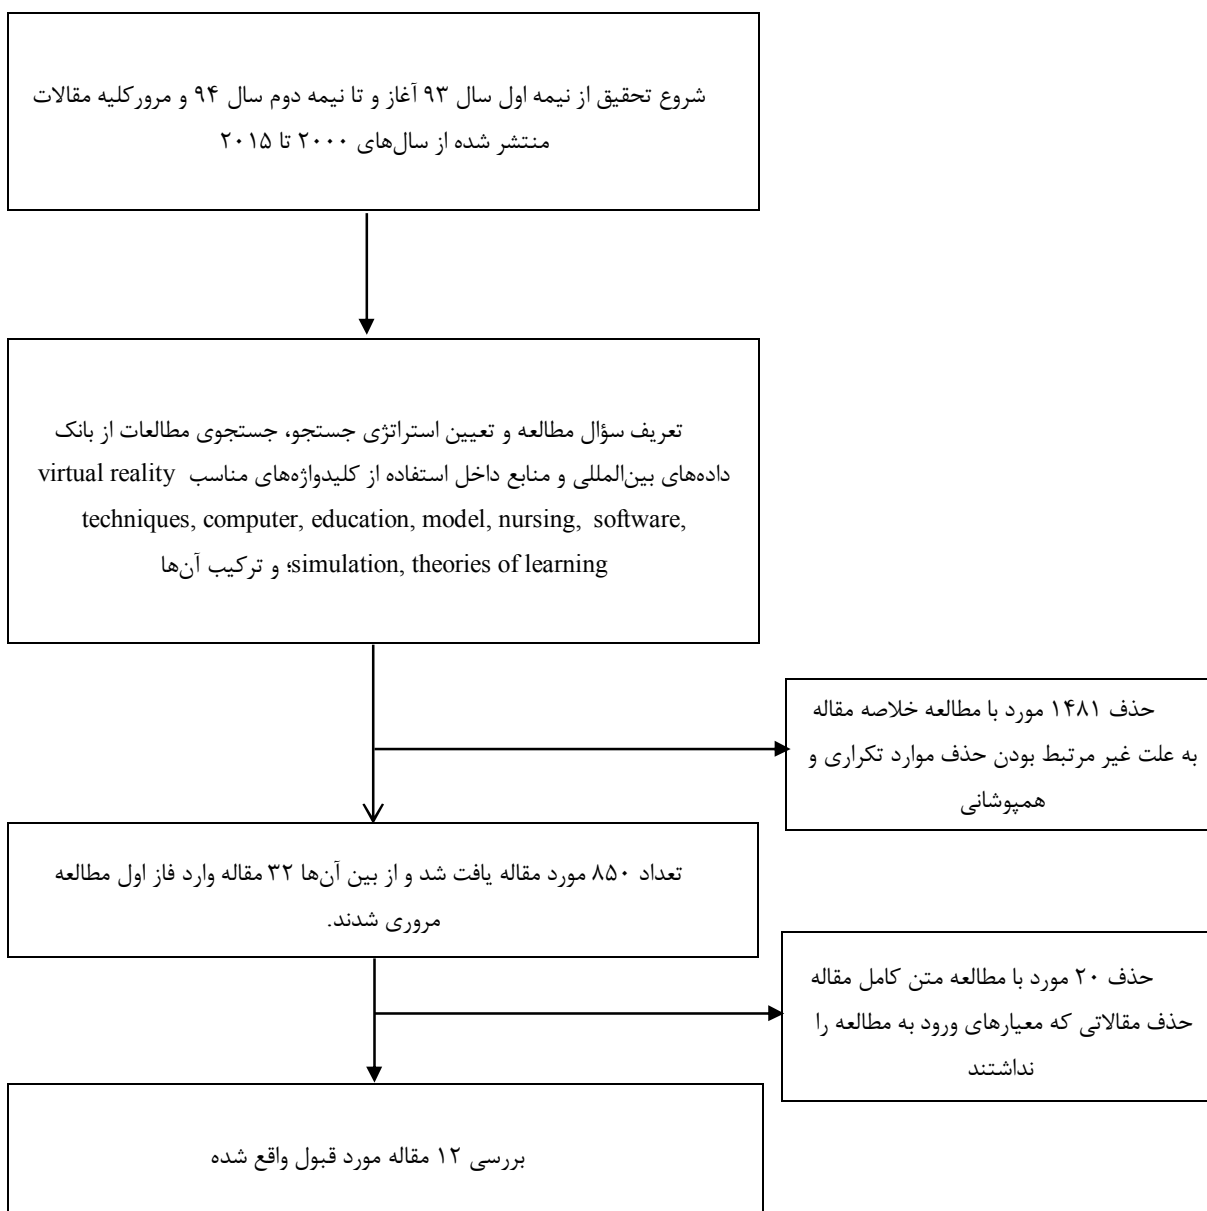 شروع تحقیق از نیمه اول سال ۹۳ آغاز و تا نیمه دوم سال ۹۴ و مرورکلیه مقالات
منتشر شده از سال‌های ۲۰۰۰ تا ۲۰۱۵
تعریف سؤال مطالعه و تعیین استراتژی جستجو، جستجوی مطالعات از بانک
داده‌های بین‌المللی و منابع داخل استفاده از کلیدواژه‌های مناسب virtual reality
techniques, computer, education, model, nursing, software,
simulation, theories of learning؛ و ترکیب آن‌ها
حذف ۱۴۸۱ مورد با مطالعه خلاصه مقاله
به علت غیر مرتبط بودن حذف موارد تکراری و
همپوشانی
تعداد ۸۵۰ مورد مقاله یافت شد و از بین آن‌ها ۳۲ مقاله وارد فاز اول مطالعه
مروری شدند.
حذف ۲۰ مورد با مطالعه متن کامل مقاله
حذف مقالاتی که معیارهای ورود به مطالعه را
نداشتند
بررسی ۱۲ مقاله مورد قبول واقع شده